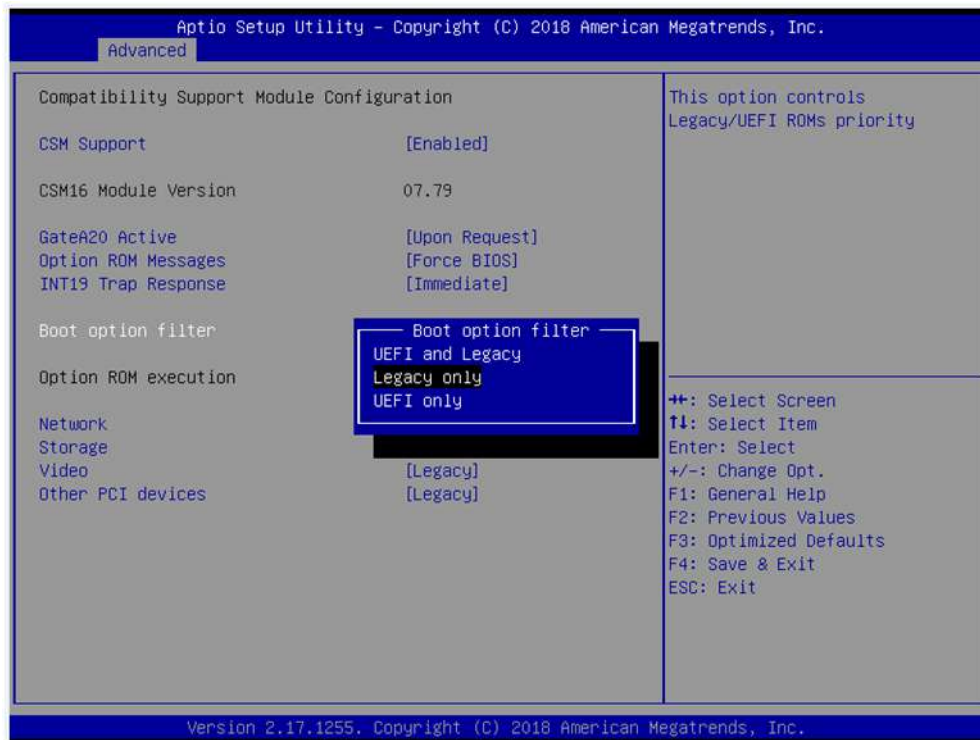 Aptio Setup Utility – Copyright (C) 2018 American Megatrends, Inc.
Advanced
Compatibility Support Module Configuration
CSM Support [Enabled]
CSM16 Module Version 07.79
GateA20 Active [Upon Request]
Option ROM Messages [Force BIOS]
INT19 Trap Response [Immediate]
Boot option filter
Option ROM execution
Network
Storage
Video [Legacy]
Other PCI devices [Legacy]
Boot option filter
UEFI and Legacy
Legacy only
UEFI only
This option controls
Legacy/UEFI ROMs priority
→←: Select Screen
↑↓: Select Item
Enter: Select
+/-: Change Opt.
F1: General Help
F2: Previous Values
F3: Optimized Defaults
F4: Save & Exit
ESC: Exit
Version 2.17.1255. Copyright (C) 2018 American Megatrends, Inc.